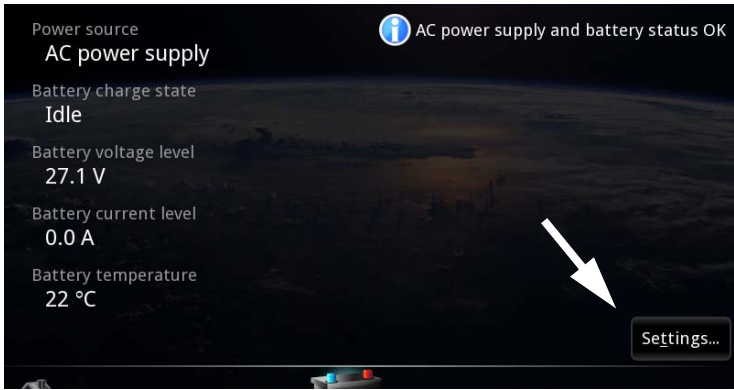 Power source
AC power supply
AC power supply and battery status OK
Battery charge state
Idle
Battery voltage level
27.1 V
Battery current level
0.0 A
Battery temperature
22 °C
Settings...